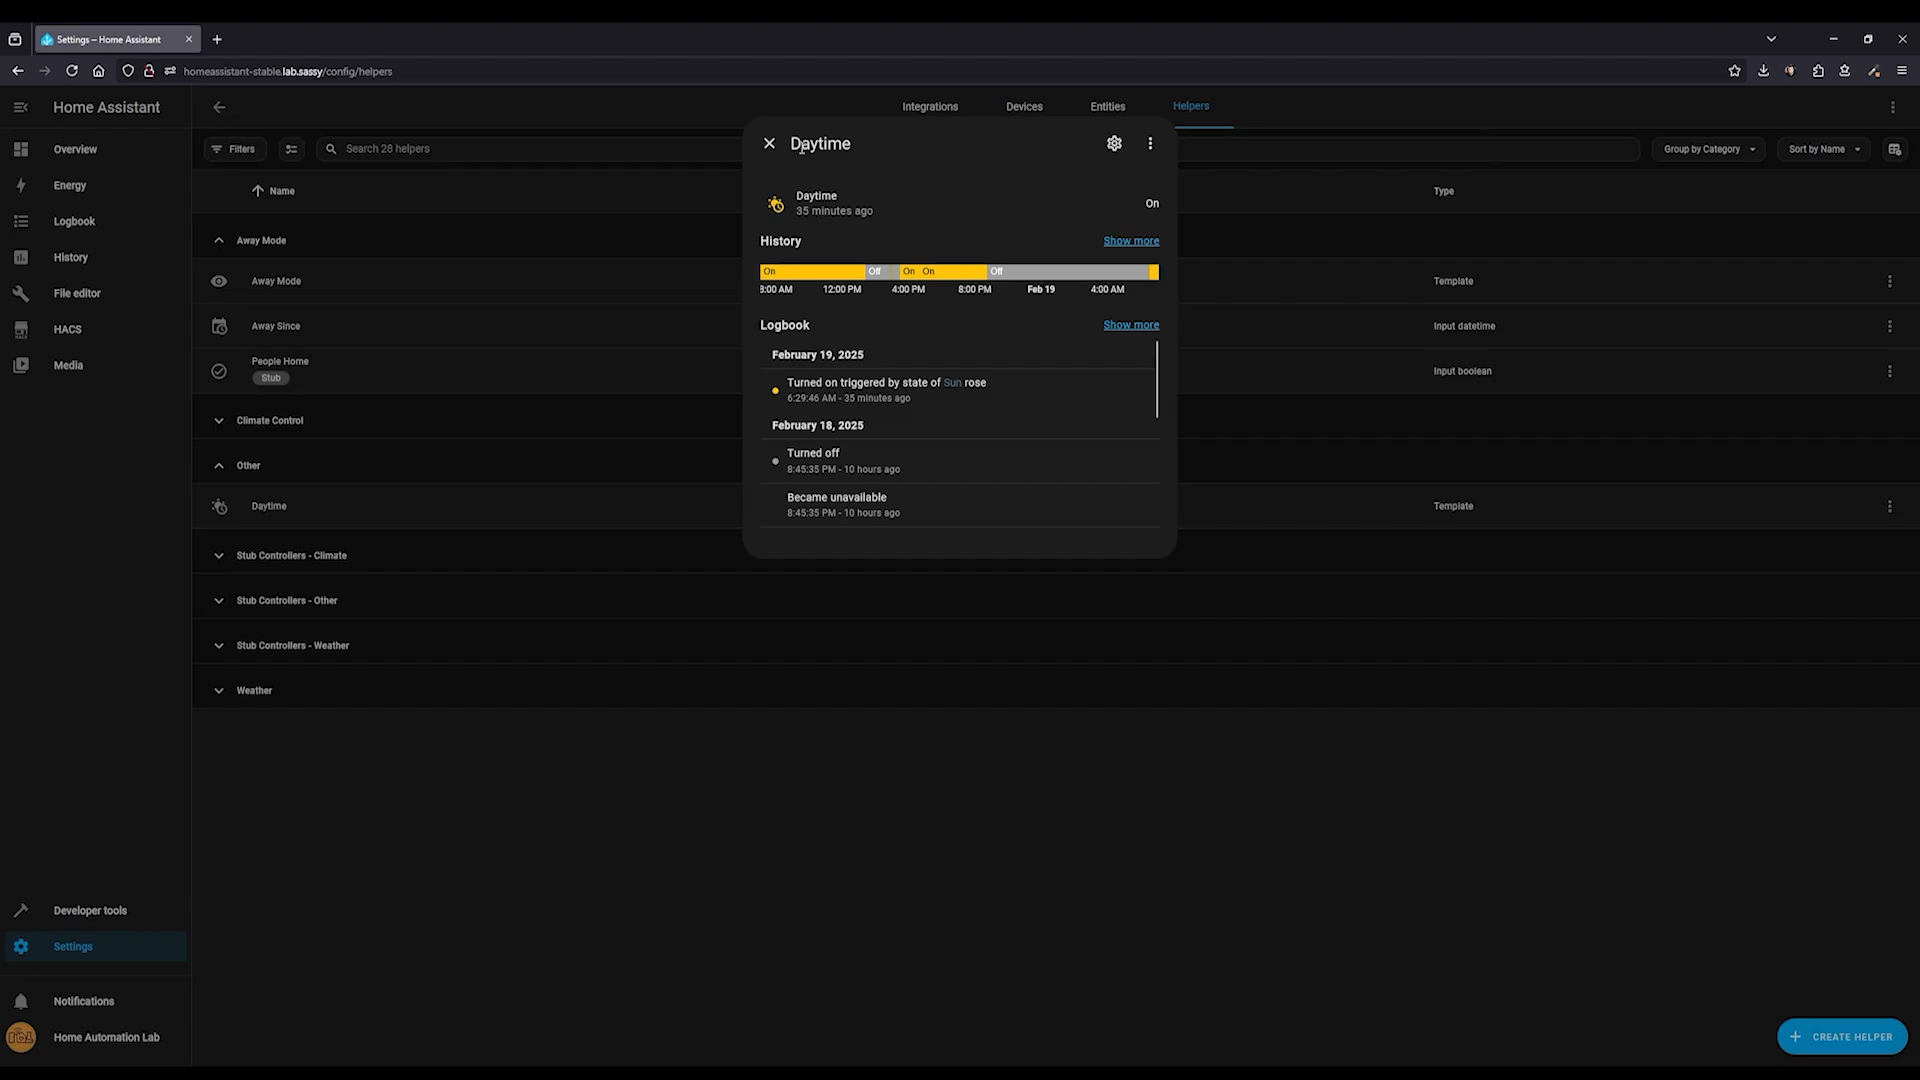 Settings – Home Assistant
homeassistant-stable.lab.sassy/config/helpers
Home Assistant
Integrations
Devices
Entities
Helpers
Overview
Energy
Logbook
History
File editor
HACS
Media
Developer tools
Settings
Notifications
Home Automation Lab
Filters
Search 28 helpers
Group by Category
Sort by Name
Name
Type
Away Mode
Away Mode
Template
Away Since
Input datetime
People Home
Stub
Input boolean
Climate Control
Other
Daytime
Template
Stub Controllers - Climate
Stub Controllers - Other
Stub Controllers - Weather
Weather
Daytime
Daytime
35 minutes ago
On
History
Show more
On Off On On Off
8:00 AM 12:00 PM 4:00 PM 8:00 PM Feb 19 4:00 AM
Logbook
Show more
February 19, 2025
Turned on triggered by state of Sun rose
6:29:46 AM - 35 minutes ago
February 18, 2025
Turned off
8:45:35 PM - 10 hours ago
Became unavailable
8:45:35 PM - 10 hours ago
CREATE HELPER